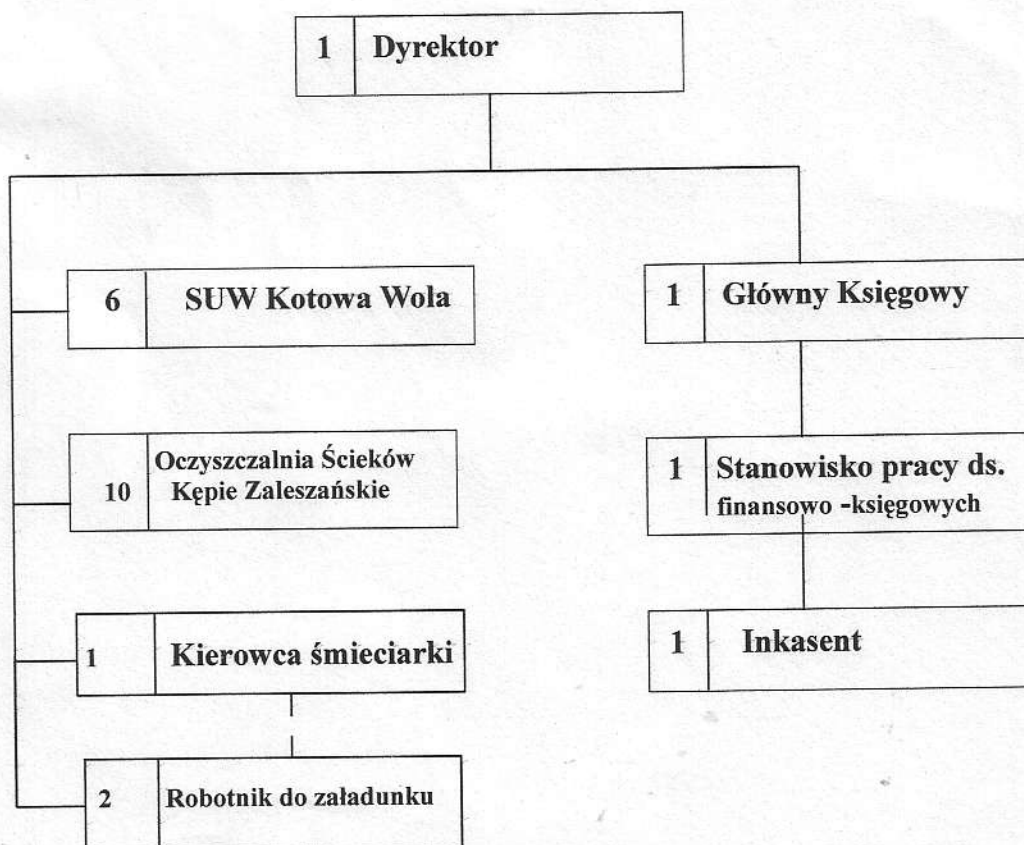 1 Dyrektor
6 SUW Kotowa Wola
1 Główny Księgowy
10 Oczyszczalnia Ścieków
Kępie Zaleszańskie
1 Stanowisko pracy ds.
finansowo -księgowych
1 Kierowca śmieciarki
1 Inkasent
2 Robotnik do załadunku